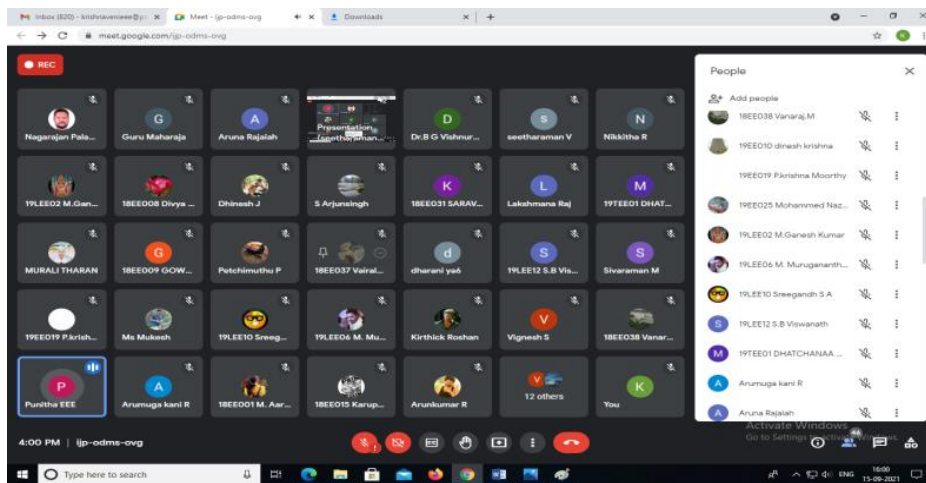 Inbox (820) - krishnavenieee@p
Meet - ijp-odms-ovg
Downloads
meet.google.com/ijp-odms-ovg
REC
People
Add people
Nagarajan Pala...
Guru Maharaja
Aruna Rajaiah
Presentation
(seetharaman...
Dr.B G Vishnur...
seetharaman V
Nikkitha R
19LEE02 M.Gan...
18EE008 Divya ...
Dhinesh J
S Arjunsingh
18EE031 SARAV...
Lakshmana Raj
19TEE01 DHAT...
MURALI THARAN
18EE009 GOW...
Petchimuthu P
18EE037 Vairal...
dharani ya6
19LEE12 S.B Vis...
Sivaraman M
19EE019 P.krish...
Ms Mukesh
19LEE10 Sreeg...
19LEE06 M. Mu...
Kirthick Roshan
Vignesh S
18EE038 Vanar...
Punitha EEE
Arumuga kani R
18EE001 M. Aar...
18EE015 Karup...
Arunkumar R
12 others
You
G
A
D
s
N
K
L
M
G
d
S
S
V
P
A
V
K
18EE038 Vanaraj.M
19EE010 dinesh krishna
19EE019 P.krishna Moorthy
19EE025 Mohammed Naz...
19LEE02 M.Ganesh Kumar
19LEE06 M. Murugananth...
19LEE10 Sreegandh S A
S 19LEE12 S.B Viswanath
M 19TEE01 DHATCHANAA ...
A Arumuga kani R
A Aruna Rajaiah
Activate Windows
Go to Settings to activate Windows.
4:00 PM | ijp-odms-ovg
46
Type here to search
ENG
16:00
15-09-2021